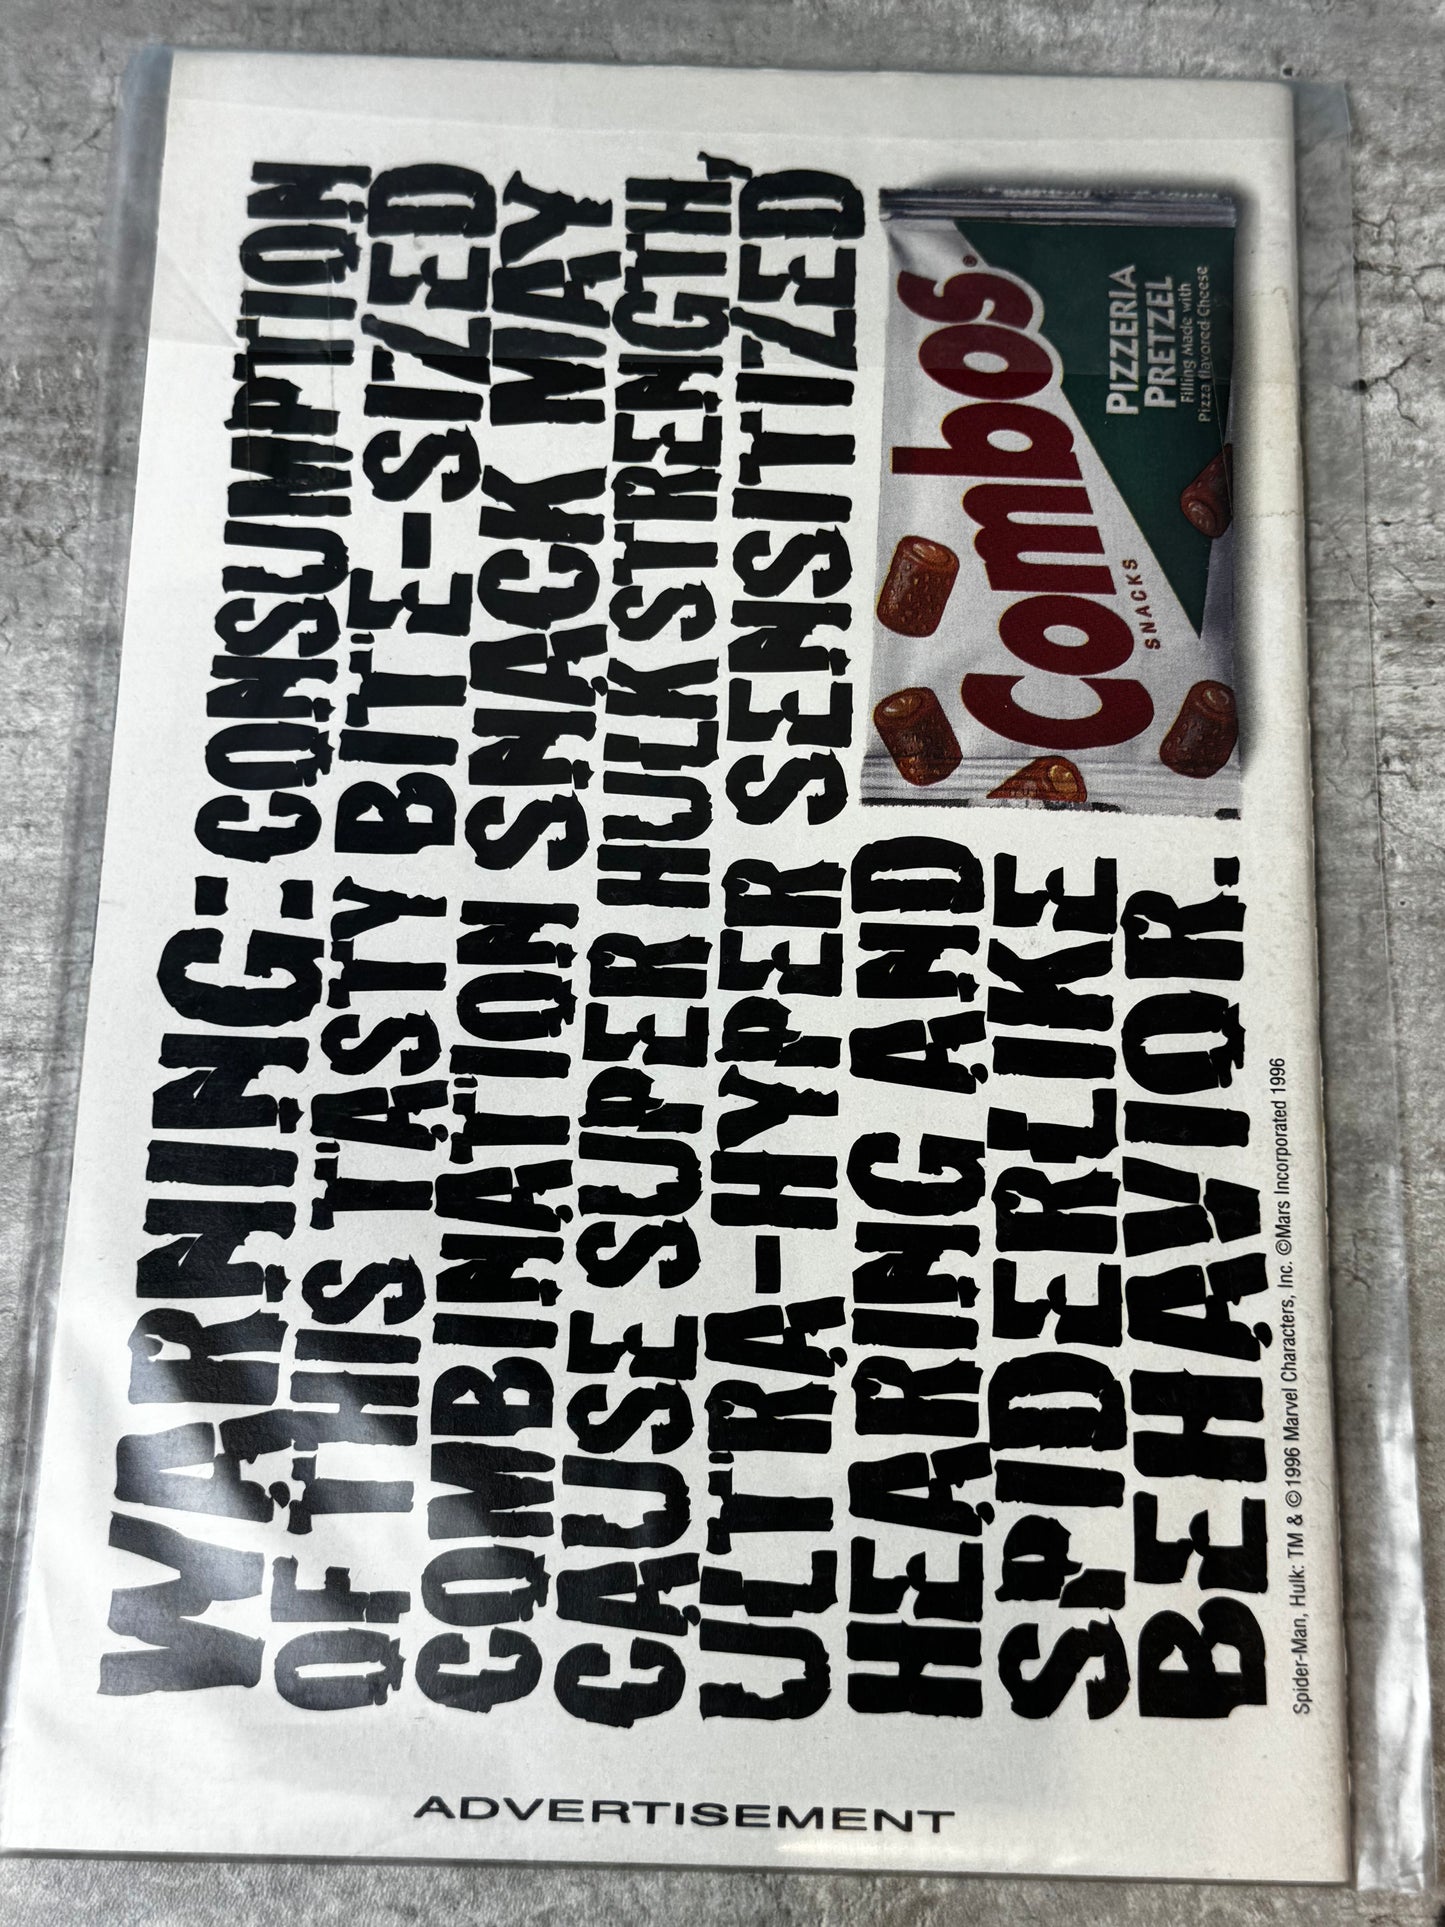 WARNING: CONSUMPTION
OF THIS TASTY BITE-SIZED
COMBINATION SNACK MAY
CAUSE SUPER HULK STRENGTH,
ULTRA-HYPER SENSITIZED
HEARING AND
SPIDERLIKE
BEHAVIOR.
combos®
SNACKS
PIZZERIA
PRETZEL
Filling Made with
Pizza flavored Cheese
Spider-Man, Hulk: TM & © 1996 Marvel Characters, Inc. ©Mars Incorporated 1996
ADVERTISEMENT